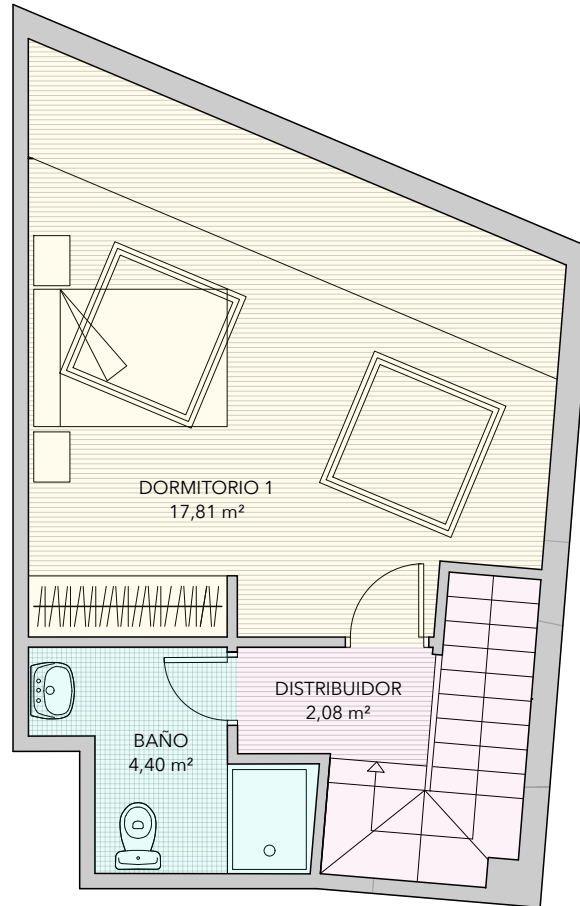 DORMITORIO 1
17,81 m²
DISTRIBUIDOR
2,08 m²
BAÑO
4,40 m²